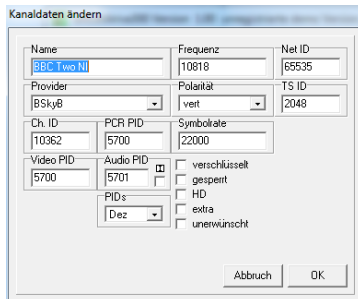 Kanaldaten ändern
Name
Frequenz
Net ID
BBC Two NI
10818
65535
Provider
Polarität
TS ID
BSkyB
vert
2048
Ch. ID
PCR PID
Symbolrate
10362
5700
22000
Video PID
Audio PID
5700
5701
verschlüsselt
gesperrt
HD
extra
unerwünscht
PIDs
Dez
Abbruch
OK